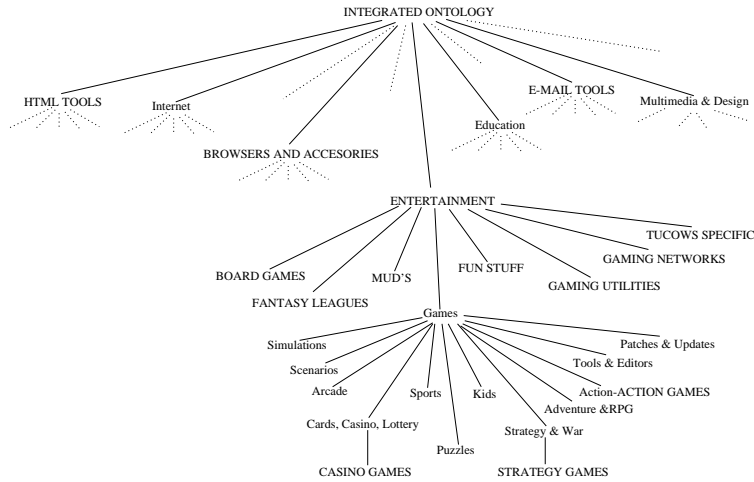 INTEGRATED ONTOLOGY
HTML TOOLS
Internet
E-MAIL TOOLS
Multimedia & Design
Education
BROWSERS AND ACCESORIES
ENTERTAINMENT
TUCOWS SPECIFIC
GAMING NETWORKS
BOARD GAMES
MUD'S
FUN STUFF
GAMING UTILITIES
FANTASY LEAGUES
Games
Simulations
Patches & Updates
Scenarios
Tools & Editors
Arcade
Sports
Kids
Action-ACTION GAMES
Adventure &RPG
Cards, Casino, Lottery
Strategy & War
Puzzles
CASINO GAMES
STRATEGY GAMES